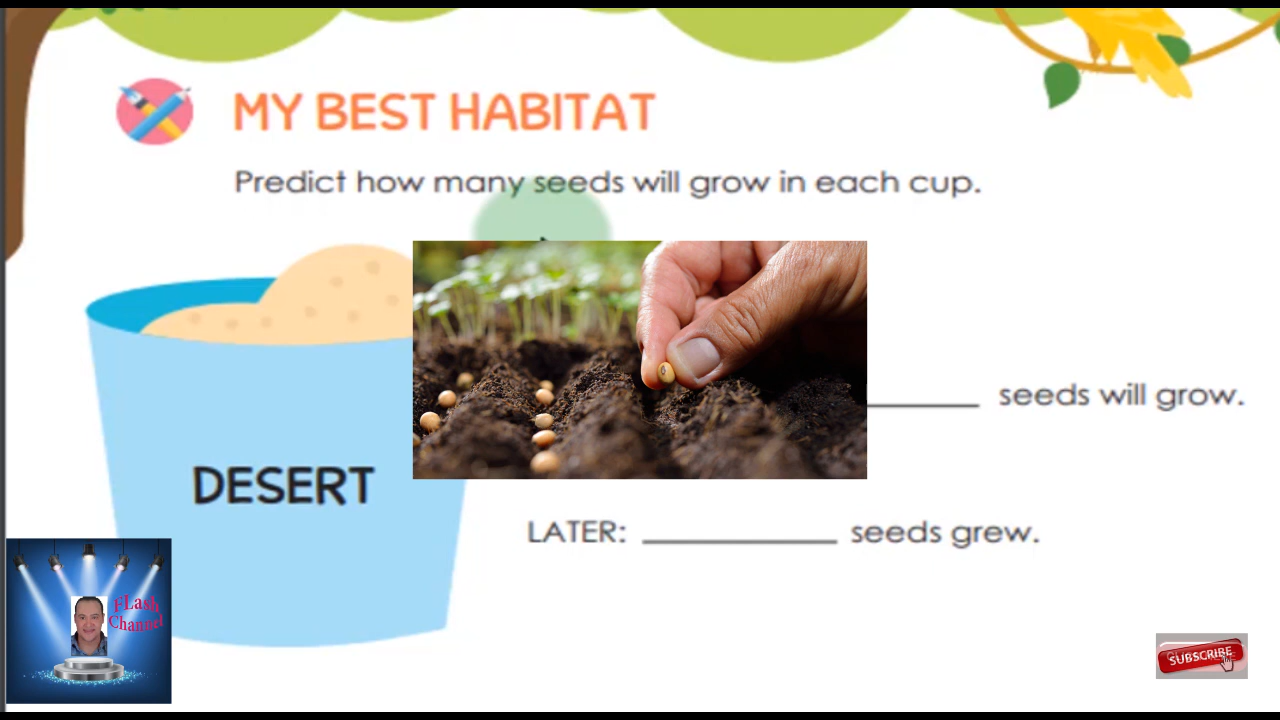 MY BEST HABITAT
Predict how many seeds will grow in each cup.
seeds will grow.
DESERT
LATER: __________ seeds grew.
FLash
Channel
SUBSCRIBE